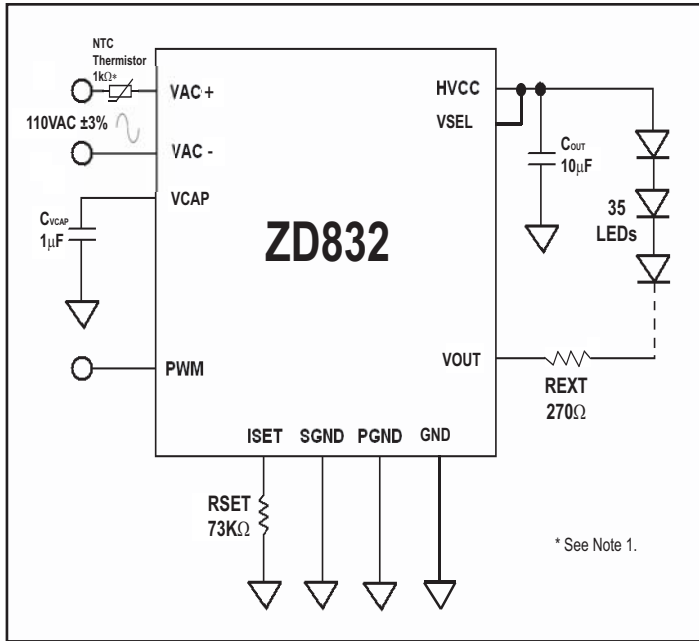 NTC
Thermistor
1kΩ*
VAC+
110VAC ±3%
VAC -
VCAP
CVCAP
1µF
PWM
ZD832
HVCC
VSEL
COUT
10µF
35
LEDs
VOUT
REXT
270Ω
ISET SGND PGND GND
RSET
73KΩ
* See Note 1.